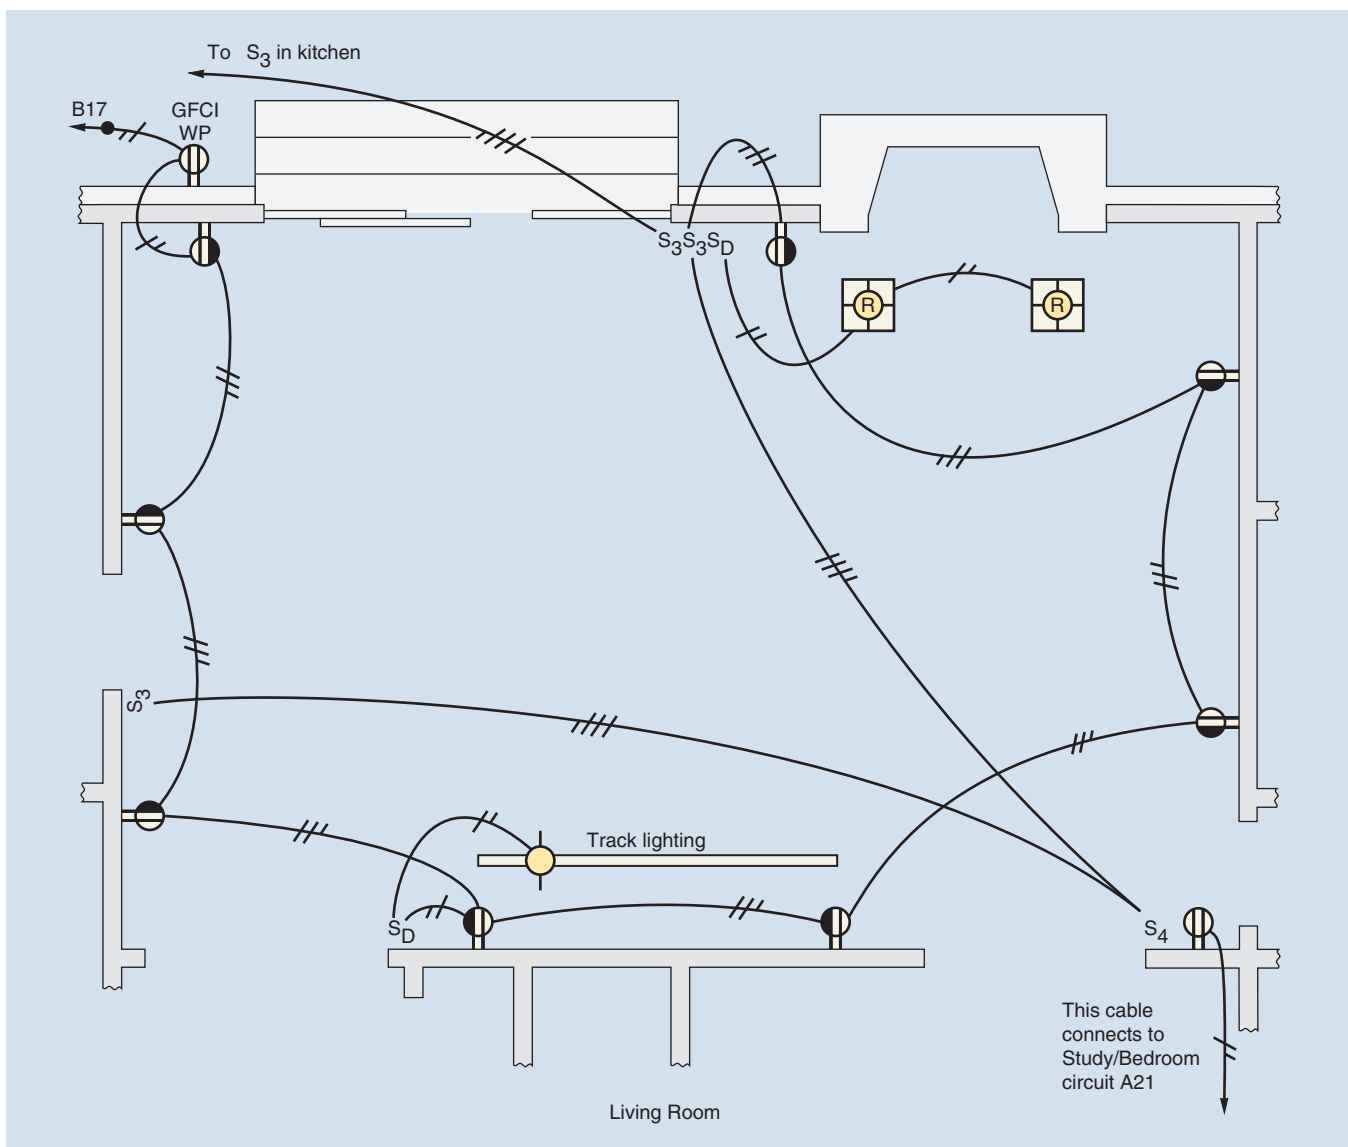 To S3 in kitchen
B17
GFCI
WP
S3S3SD
R
R
S3
Track lighting
SD
S4
This cable
connects to
Study/Bedroom
circuit A21
Living Room